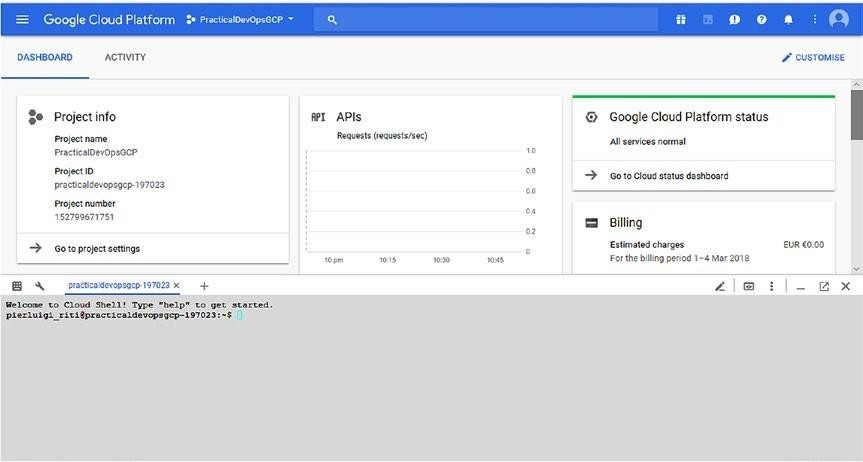 Google Cloud Platform PracticalDevOpsGCP
DASHBOARD ACTIVITY CUSTOMISE
Project info
Project name
PracticalDevOpsGCP
Project ID
practicaldevopsgcp-197023
Project number
152799671751
Go to project settings
API APIs
Requests (requests/sec)
1.0
0.8
0.6
0.4
0.2
0
10 pm 10:15 10:30 10:45
Google Cloud Platform status
All services normal
Go to Cloud status dashboard
Billing
Estimated charges EUR €0.00
For the billing period 1–4 Mar 2018
practicaldevopsgcp-197023 × +
Welcome to Cloud Shell! Type "help" to get started.
pierluigi_riti@practicaldevopsgcp-197023:~$